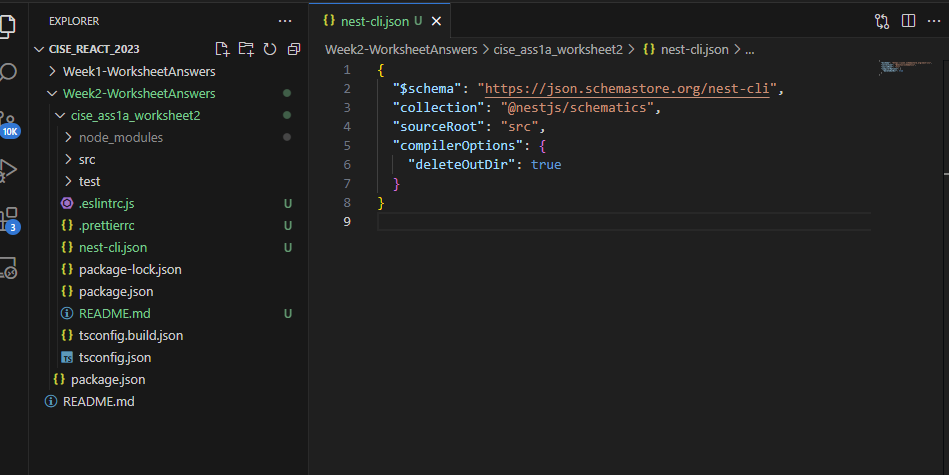 EXPLORER
CISE_REACT_2023
Week1-WorksheetAnswers
Week2-WorksheetAnswers
cise_ass1a_worksheet2
node_modules
src
test
.eslintrc.js U
{} .prettierrc U
{} nest-cli.json U
{} package-lock.json
{} package.json
README.md U
{} tsconfig.build.json
TS tsconfig.json
{} package.json
README.md
10K
3
{} nest-cli.json U
Week2-WorksheetAnswers > cise_ass1a_worksheet2 > {} nest-cli.json > ...
1 {
2 "$schema": "https://json.schemastore.org/nest-cli",
3 "collection": "@nestjs/schematics",
4 "sourceRoot": "src",
5 "compilerOptions": {
6 "deleteOutDir": true
7 }
8 }
9